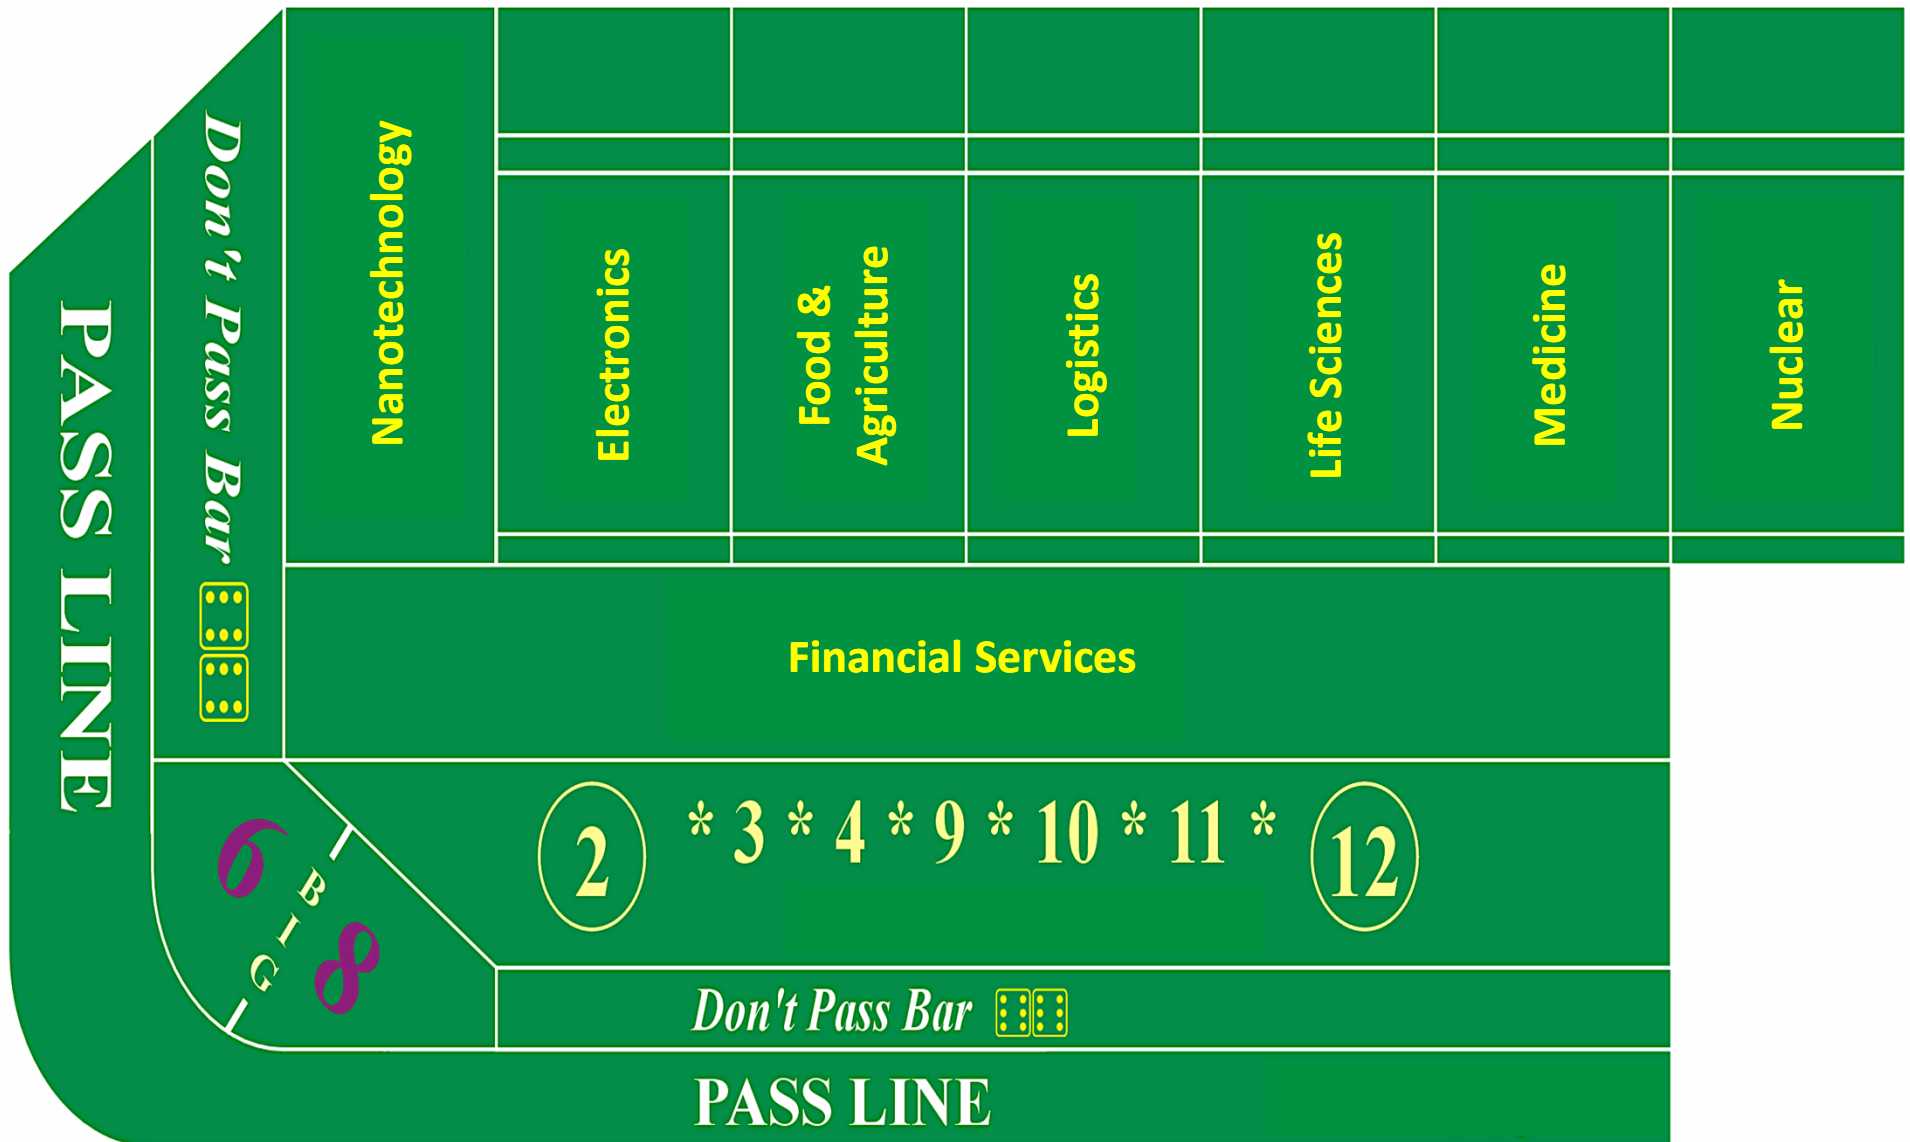 PASS LINE
Don't Pass Bar
Nanotechnology
Electronics
Food &
Agriculture
Logistics
Life Sciences
Medicine
Nuclear
Financial Services
2 * 3 * 4 * 9 * 10 * 11 * 12
6
BIG
8
Don't Pass Bar
PASS LINE